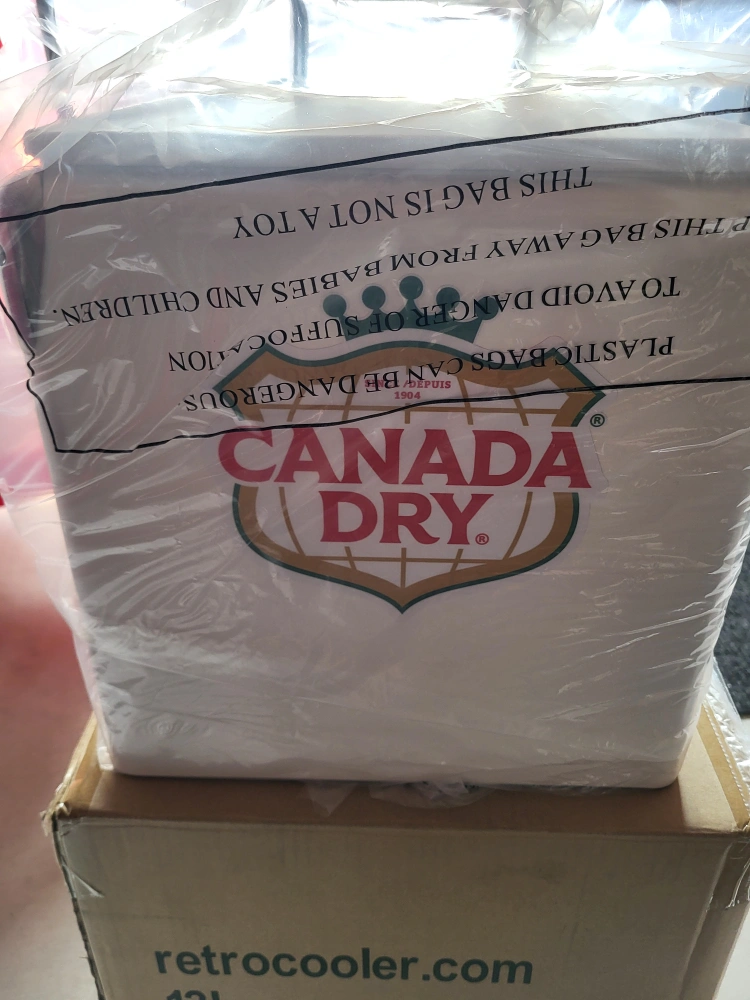 THIS BAG IS NOT A TOY
THIS BAG AWAY FROM BABIES AND CHILDREN.
TO AVOID DANGER OF SUFFOCATION
PLASTIC BAGS CAN BE DANGEROUS
SINCE/DEPUIS
1904
CANADA®
DRY®
retrocooler.com